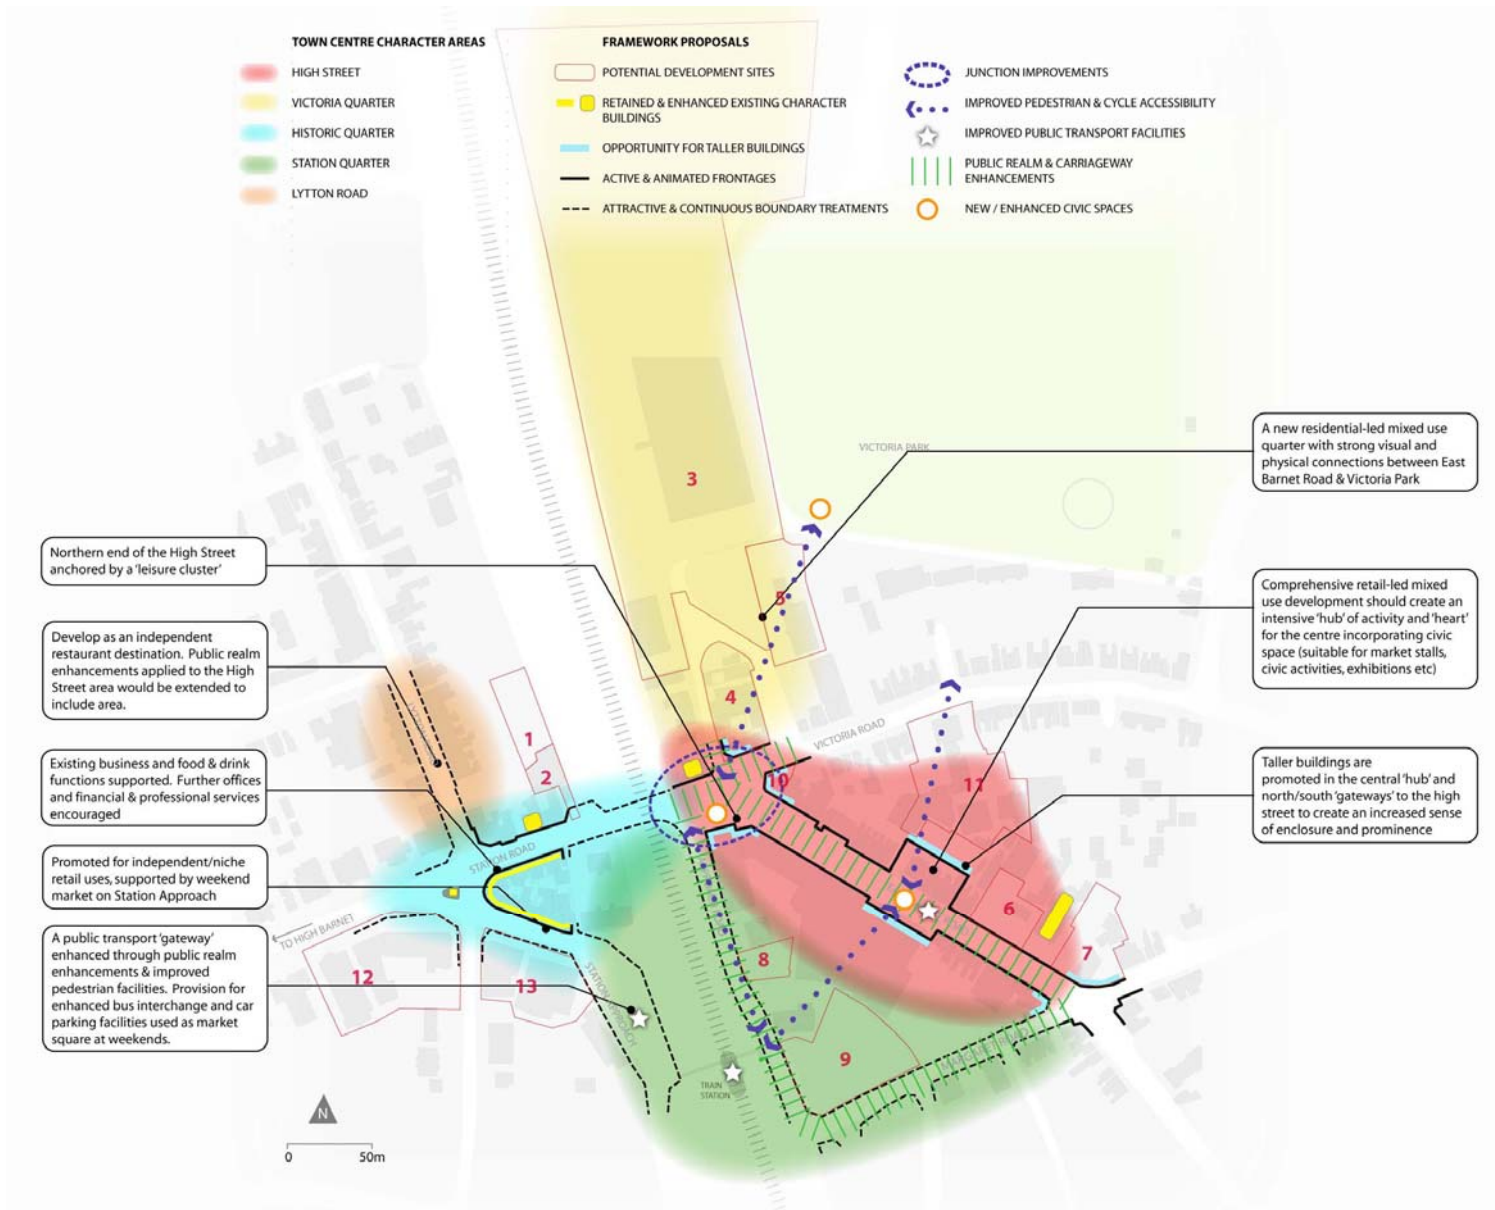 TOWN CENTRE CHARACTER AREAS
HIGH STREET
VICTORIA QUARTER
HISTORIC QUARTER
STATION QUARTER
LYTTON ROAD
FRAMEWORK PROPOSALS
POTENTIAL DEVELOPMENT SITES
RETAINED & ENHANCED EXISTING CHARACTER
BUILDINGS
OPPORTUNITY FOR TALLER BUILDINGS
ACTIVE & ANIMATED FRONTAGES
ATTRACTIVE & CONTINUOUS BOUNDARY TREATMENTS
JUNCTION IMPROVEMENTS
IMPROVED PEDESTRIAN & CYCLE ACCESSIBILITY
IMPROVED PUBLIC TRANSPORT FACILITIES
PUBLIC REALM & CARRIAGEWAY
ENHANCEMENTS
NEW / ENHANCED CIVIC SPACES
Northern end of the High Street
anchored by a 'leisure cluster'
Develop as an independent
restaurant destination. Public realm
enhancements applied to the High
Street area would be extended to
include area.
Existing business and food & drink
functions supported. Further offices
and financial & professional services
encouraged
Promoted for independent/niche
retail uses, supported by weekend
market on Station Approach
A public transport 'gateway'
enhanced through public realm
enhancements & improved
pedestrian facilities. Provision for
enhanced bus interchange and car
parking facilities used as market
square at weekends.
A new residential-led mixed use
quarter with strong visual and
physical connections between East
Barnet Road & Victoria Park
Comprehensive retail-led mixed
use development should create an
intensive 'hub' of activity and 'heart'
for the centre incorporating civic
space (suitable for market stalls,
civic activities, exhibitions etc)
Taller buildings are
promoted in the central 'hub' and
north/south 'gateways' to the high
street to create an increased sense
of enclosure and prominence
VICTORIA PARK
3
5
4
VICTORIA ROAD
1
2
10
11
STATION ROAD
6
7
TO HIGH BARNET
12
13
8
9
STATION APPROACH
MARGARET ROAD
TRAIN
STATION
N
0
50m